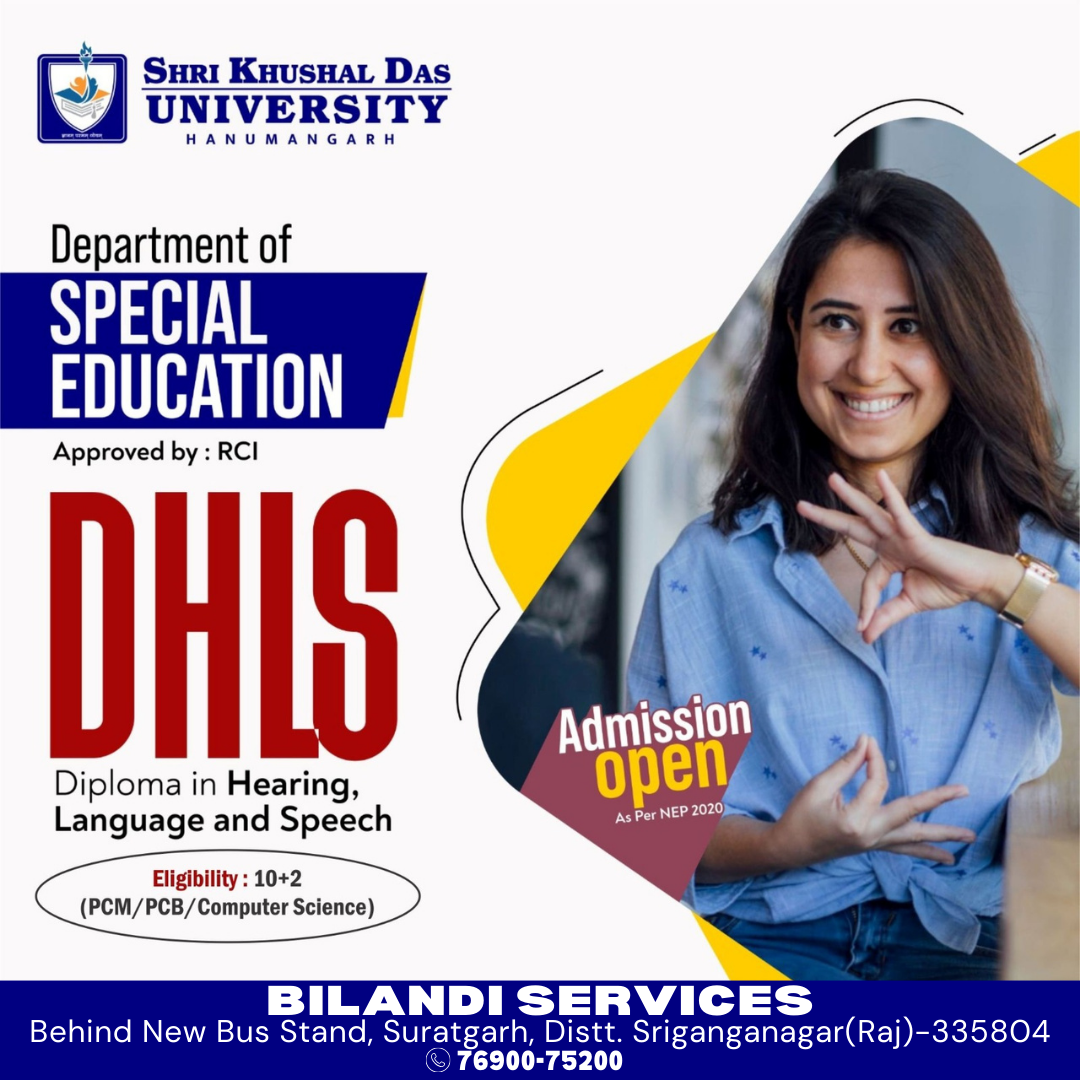 SHRI KHUSHAL DAS
UNIVERSITY
HANUMANGARH
Department of
SPECIAL
EDUCATION
Approved by : RCI
DHLS
Diploma in Hearing,
Language and Speech
Eligibility : 10+2
(PCM/PCB/Computer Science)
Admission
open
As Per NEP 2020
BILANDI SERVICES
Behind New Bus Stand, Suratgarh, Distt. Sriganganagar(Raj)-335804
76900-75200